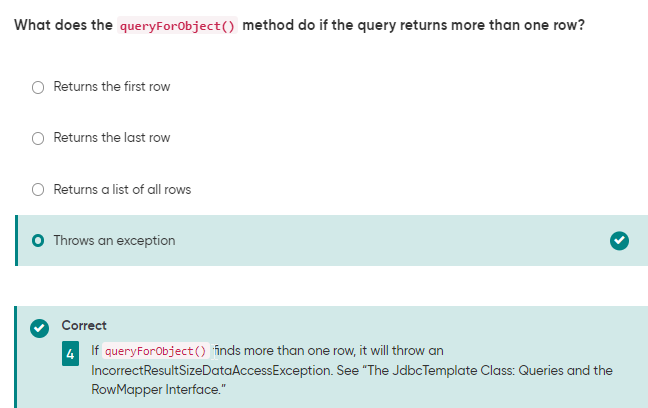 What does the queryForObject() method do if the query returns more than one row?
Returns the first row
Returns the last row
Returns a list of all rows
Throws an exception
Correct
4
If queryForObject() finds more than one row, it will throw an
IncorrectResultSizeDataAccessException. See “The JdbcTemplate Class: Queries and the
RowMapper Interface.”